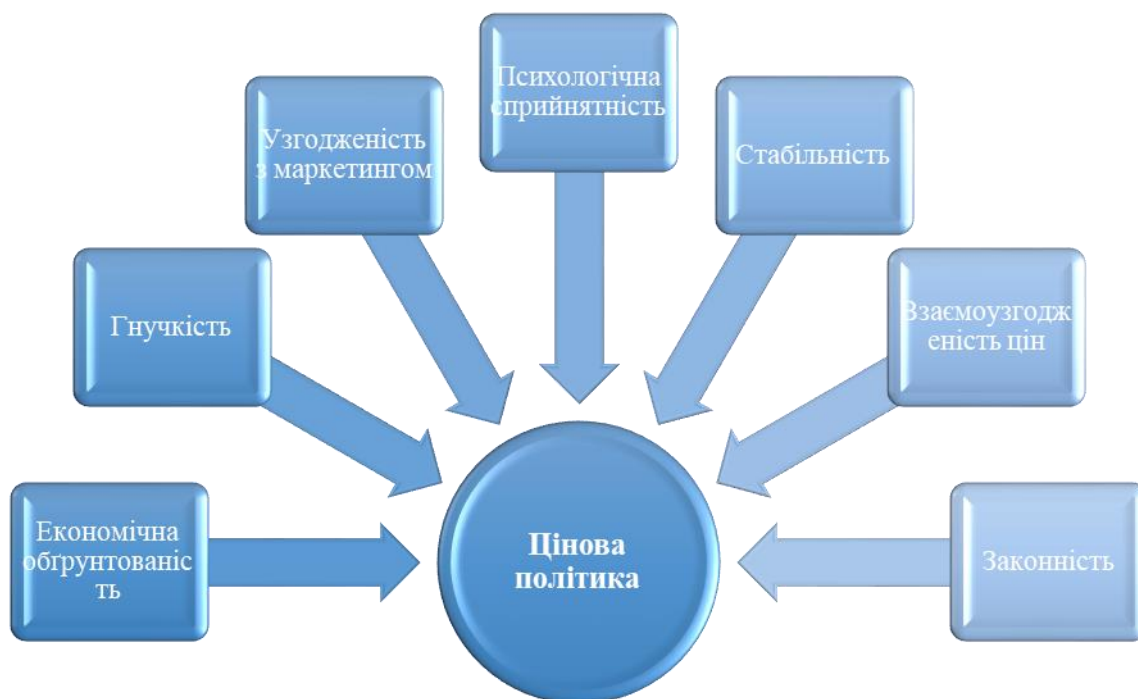 Психологічна
сприйнятність
Узгодженість
з маркетингом
Стабільність
Гнучкість
Взаємоузгодж
еність цін
Економічна
обґрунтованіс
ть
Цінова
політика
Законність